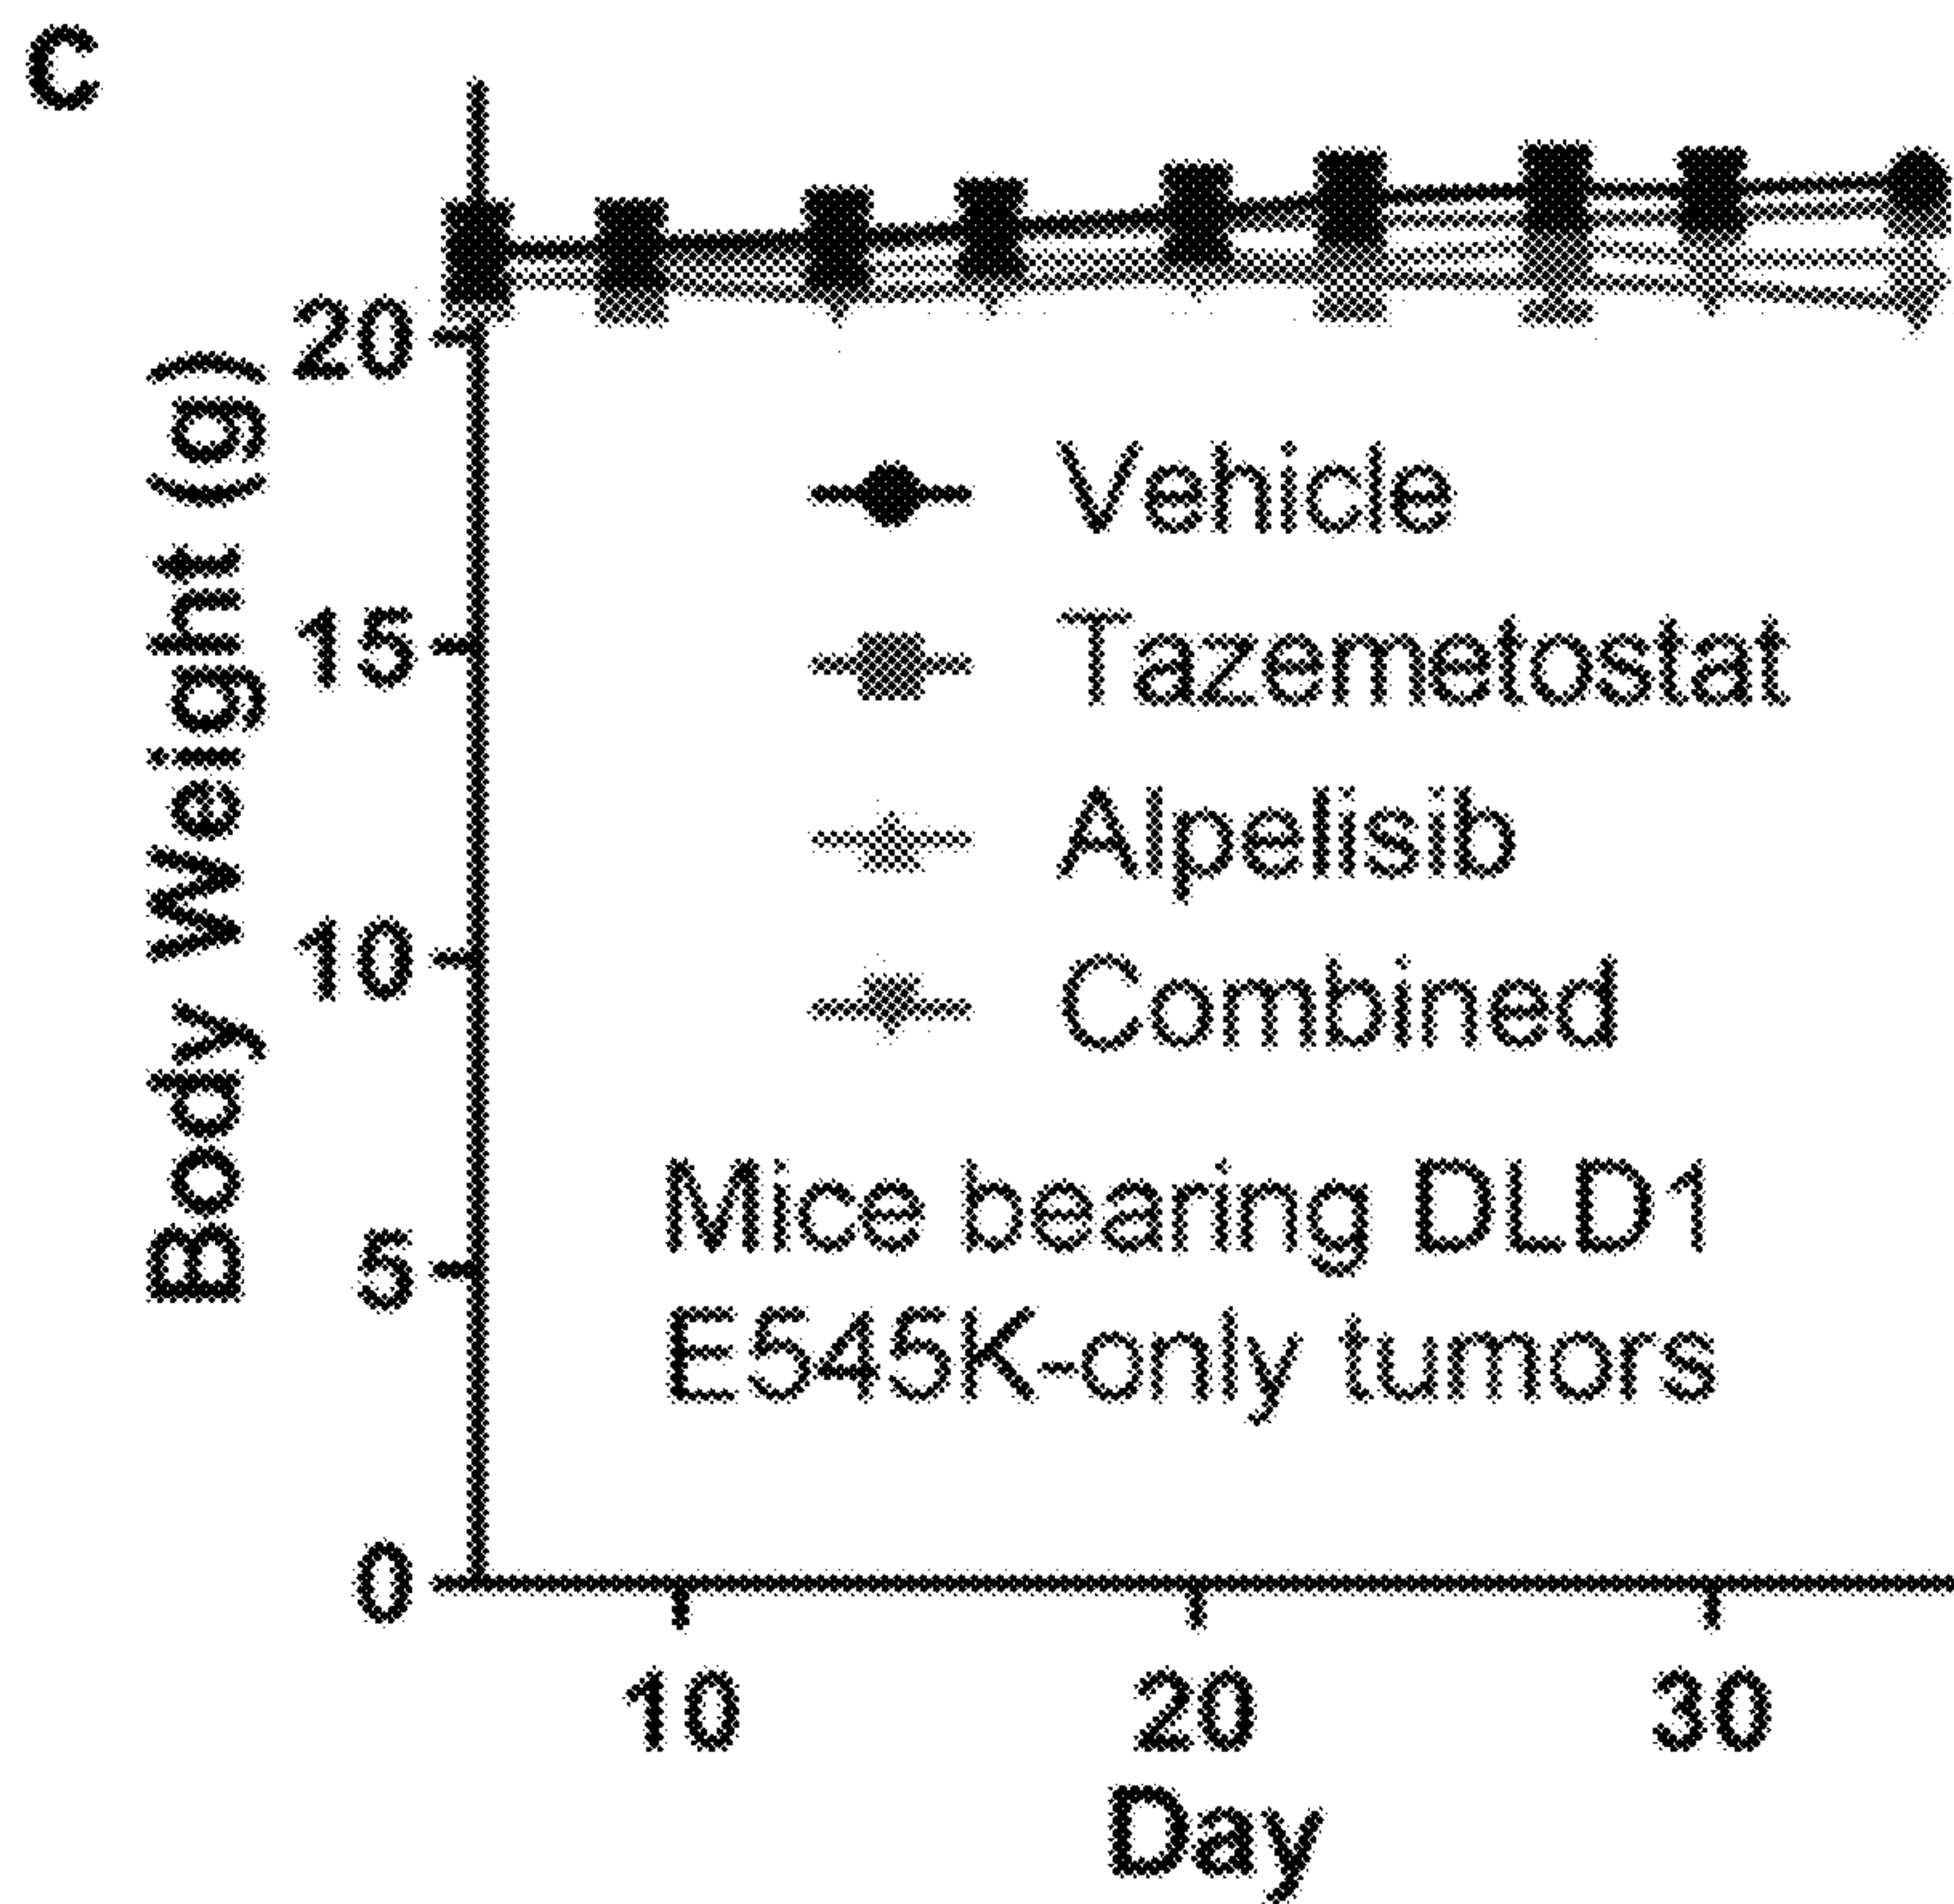 C
Body Weight (g)
20
15
10
5
0
Vehicle
Tazemetostat
Alpelisib
Combined
Mice bearing DLD1
E545K-only tumors
10 20 30
Day